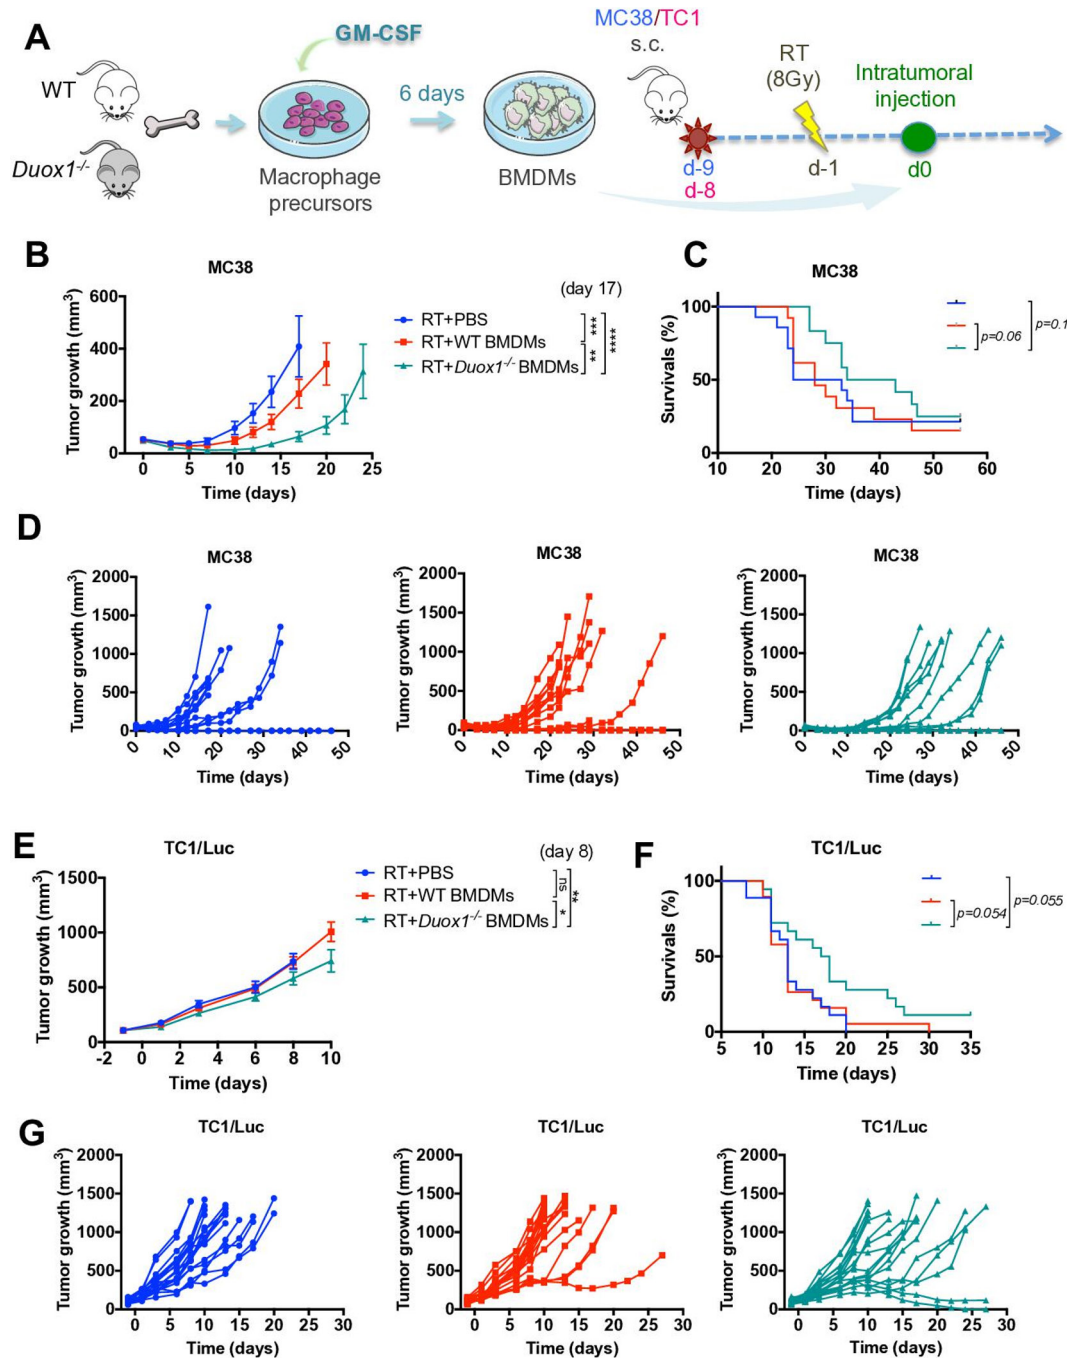 A
WT
Duox1-/-
GM-CSF
Macrophage
precursors
6 days
BMDMs
MC38/TC1
s.c.
d-9
d-8
RT
(8Gy)
d-1
Intratumoral
injection
d0
B
MC38
Tumor growth (mm3)
600
400
200
0
0 5 10 15 20 25
Time (days)
(day 17)
RT+PBS
RT+WT BMDMs
RT+Duox1-/- BMDMs
***
**
****
C
MC38
Survivals (%)
100
50
0
10 20 30 40 50 60
Time (days)
p=0.06
p=0.1
D
MC38
Tumor growth (mm3)
2000
1500
1000
500
0
0 10 20 30 40 50
Time (days)
MC38
Tumor growth (mm3)
2000
1500
1000
500
0
0 10 20 30 40 50
Time (days)
MC38
Tumor growth (mm3)
2000
1500
1000
500
0
0 10 20 30 40 50
Time (days)
E
TC1/Luc
Tumor growth (mm3)
1500
1000
500
0
-2 0 2 4 6 8 10
Time (days)
(day 8)
RT+PBS
RT+WT BMDMs
RT+Duox1-/- BMDMs
ns
*
**
F
TC1/Luc
Survivals (%)
100
50
0
5 10 15 20 25 30 35
Time (days)
p=0.054
p=0.055
G
TC1/Luc
Tumor growth (mm3)
2000
1500
1000
500
0
0 5 10 15 20 25 30
Time (days)
TC1/Luc
Tumor growth (mm3)
2000
1500
1000
500
0
0 5 10 15 20 25 30
Time (days)
TC1/Luc
Tumor growth (mm3)
2000
1500
1000
500
0
0 5 10 15 20 25 30
Time (days)